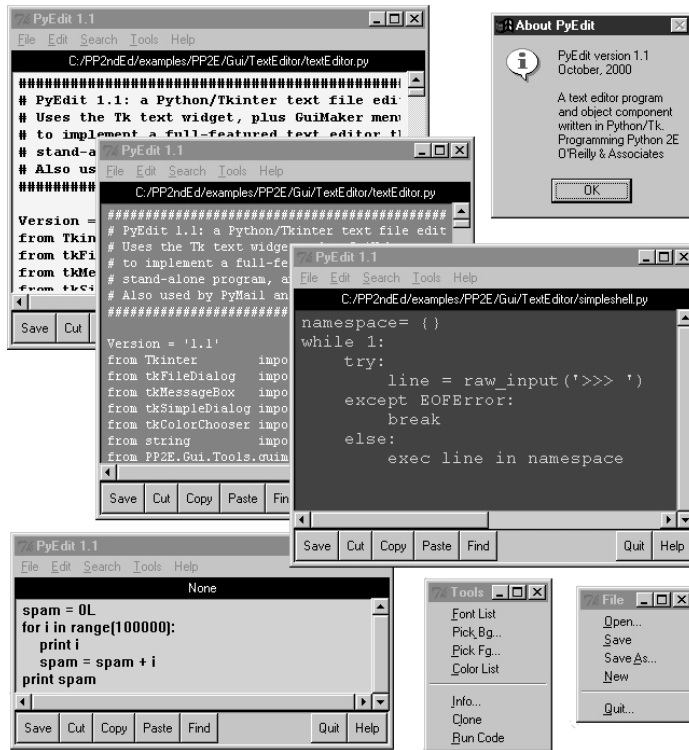 PyEdit 1.1
File Edit Search Tools Help
C:/PP2ndEd/examples/PP2E/Gui/TextEditor/textEditor.py
################################################
# PyEdit 1.1: a Python/Tkinter text file edi
# Uses the Tk text widget, plus GuiMaker menu
# to implement a full-featured text editor t
# stand-a
# Also us
#########
Version =
from Tkin
from tkFi
from tkMe
from tkSi
Save Cut
About PyEdit
PyEdit version 1.1
October, 2000
A text editor program
and object component
written in Python/Tk.
Programming Python 2E
O'Reilly & Associates
OK
PyEdit 1.1
File Edit Search Tools Help
C:/PP2ndEd/examples/PP2E/Gui/TextEditor/textEditor.py
################################################
# PyEdit 1.1: a Python/Tkinter text file edit
# Uses the Tk text widge
# to implement a full-fe
# stand-alone program, a
# Also used by PyMail an
########################
Version = '1.1'
from Tkinter impo
from tkFileDialog impo
from tkMessageBox impo
from tkSimpleDialog impo
from tkColorChooser impo
from string impo
from PP2E.Gui.Tools.guim
Save Cut Copy Paste Fin
PyEdit 1.1
File Edit Search Tools Help
C:/PP2ndEd/examples/PP2E/Gui/TextEditor/simpleshell.py
namespace= {}
while 1:
    try:
        line = raw_input('>>> ')
    except EOFError:
        break
    else:
        exec line in namespace
Save Cut Copy Paste Find Quit Help
PyEdit 1.1
File Edit Search Tools Help
None
spam = 0L
for i in range(100000):
    print i
    spam = spam + i
print spam
Save Cut Copy Paste Find Quit Help
Tools
Font List
Pick Bg...
Pick Fg...
Color List
Info...
Clone
Run Code
File
Open...
Save
Save As...
New
Quit...